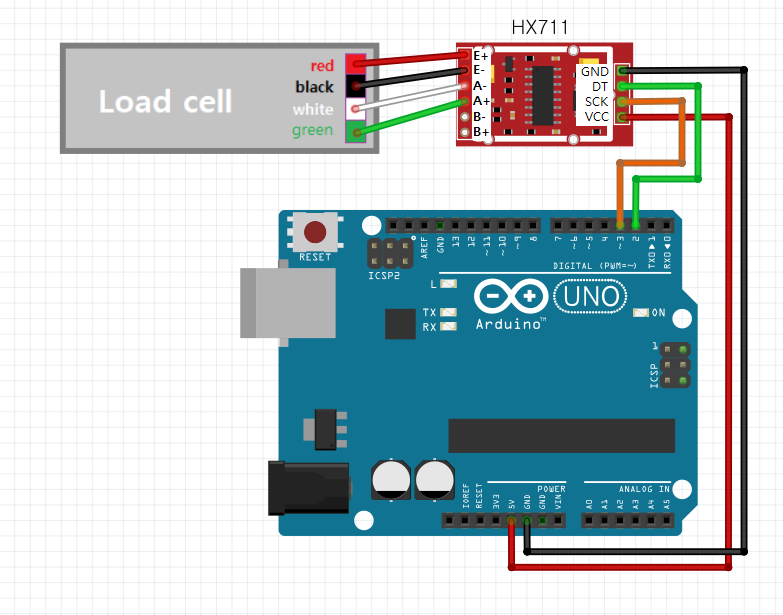 HX711
Load cell
red
black
white
green
E+
E-
A-
A+
B-
B+
GND
DT
SCK
VCC
RESET
ICSP2
AREF
GND
13
12
~11
~10
~9
8
7
~6
~5
4
~3
2
TX0▶1
RX0◀0
DIGITAL (PWM=~)
L
TX
RX
Arduino™
UNO
ON
1
ICSP
IOREF
RESET
3V3
5V
GND
GND
VIN
POWER
ANALOG IN
A0
A1
A2
A3
A4
A5